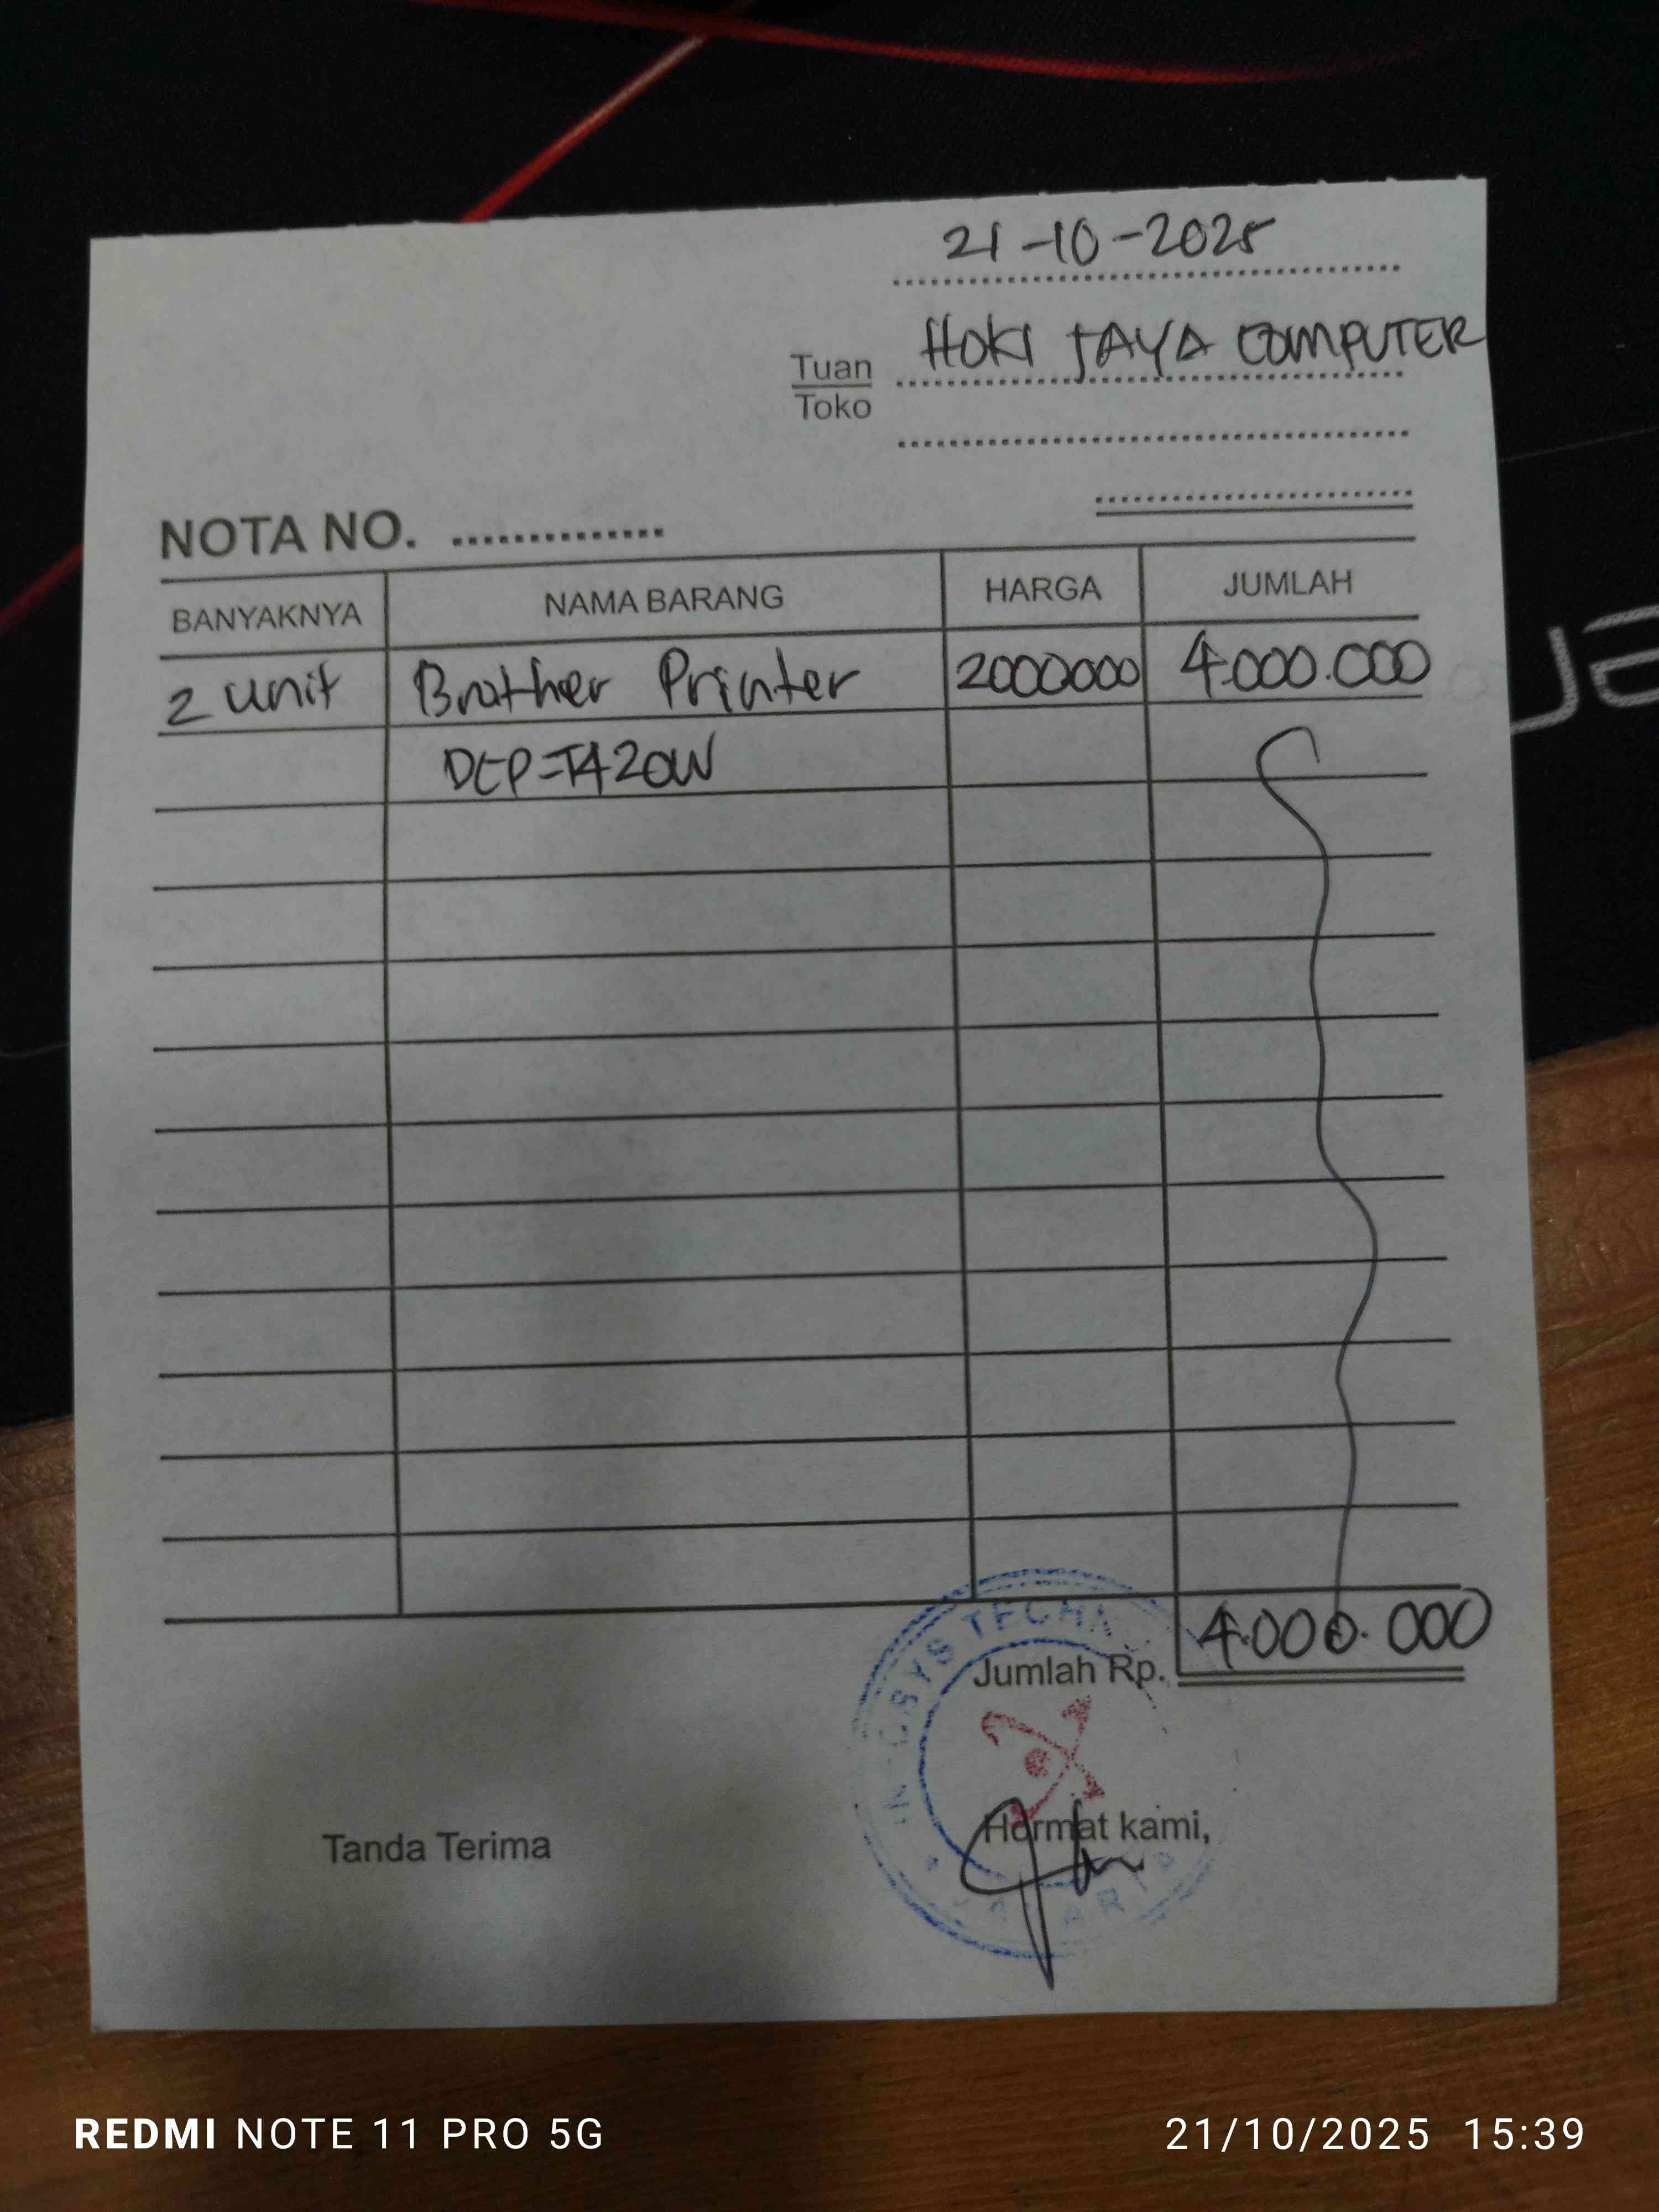 21-10-2025
Tuan HOKI JAYA COMPUTER
Toko
NOTA NO. ..............
BANYAKNYA NAMA BARANG HARGA JUMLAH
2 unit Brother Printer 2000000 4.000.000
DCP=T420W
Jumlah Rp. 4.000.000
SYS TECHN
Tanda Terima Hormat kami,
REDMI NOTE 11 PRO 5G 21/10/2025 15:39